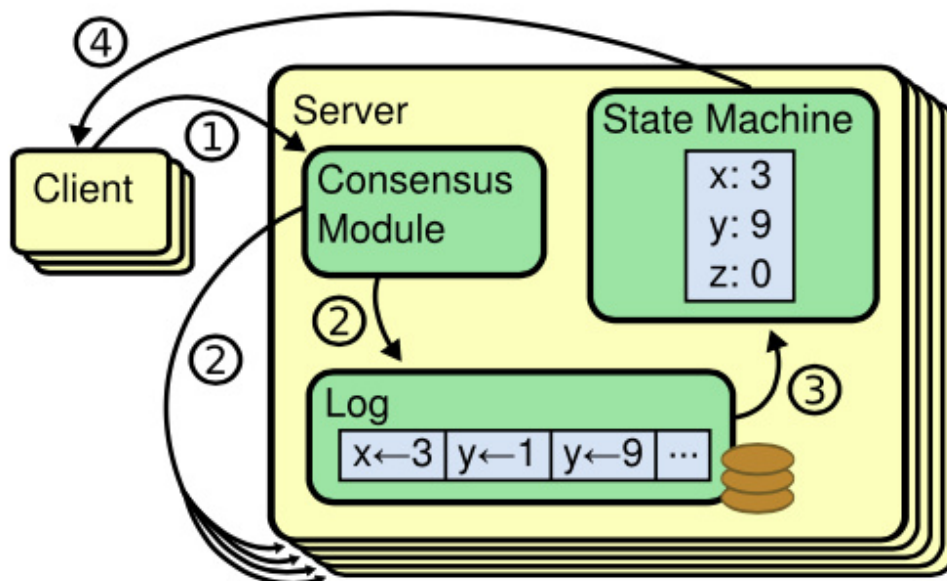 ④
①
Server
State Machine
Client
Consensus
Module
x: 3
y: 9
z: 0
②
②
③
Log
x←3 y←1 y←9 ...